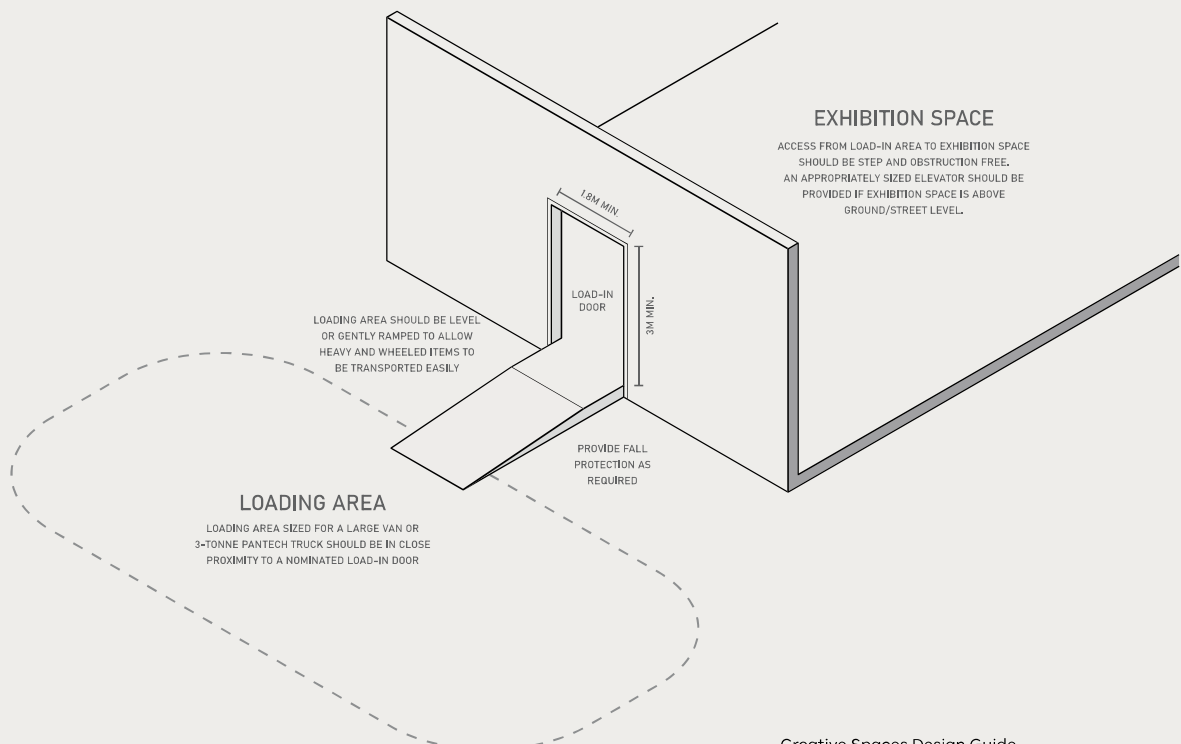 EXHIBITION SPACE
ACCESS FROM LOAD-IN AREA TO EXHIBITION SPACE
SHOULD BE STEP AND OBSTRUCTION FREE.
AN APPROPRIATELY SIZED ELEVATOR SHOULD BE
PROVIDED IF EXHIBITION SPACE IS ABOVE
GROUND/STREET LEVEL.
1.8M MIN.
LOAD-IN
DOOR
3M MIN.
LOADING AREA SHOULD BE LEVEL
OR GENTLY RAMPED TO ALLOW
HEAVY AND WHEELED ITEMS TO
BE TRANSPORTED EASILY
PROVIDE FALL
PROTECTION AS
REQUIRED
LOADING AREA
LOADING AREA SIZED FOR A LARGE VAN OR
3-TONNE PANTECH TRUCK SHOULD BE IN CLOSE
PROXIMITY TO A NOMINATED LOAD-IN DOOR
Creative Spaces Design Guide